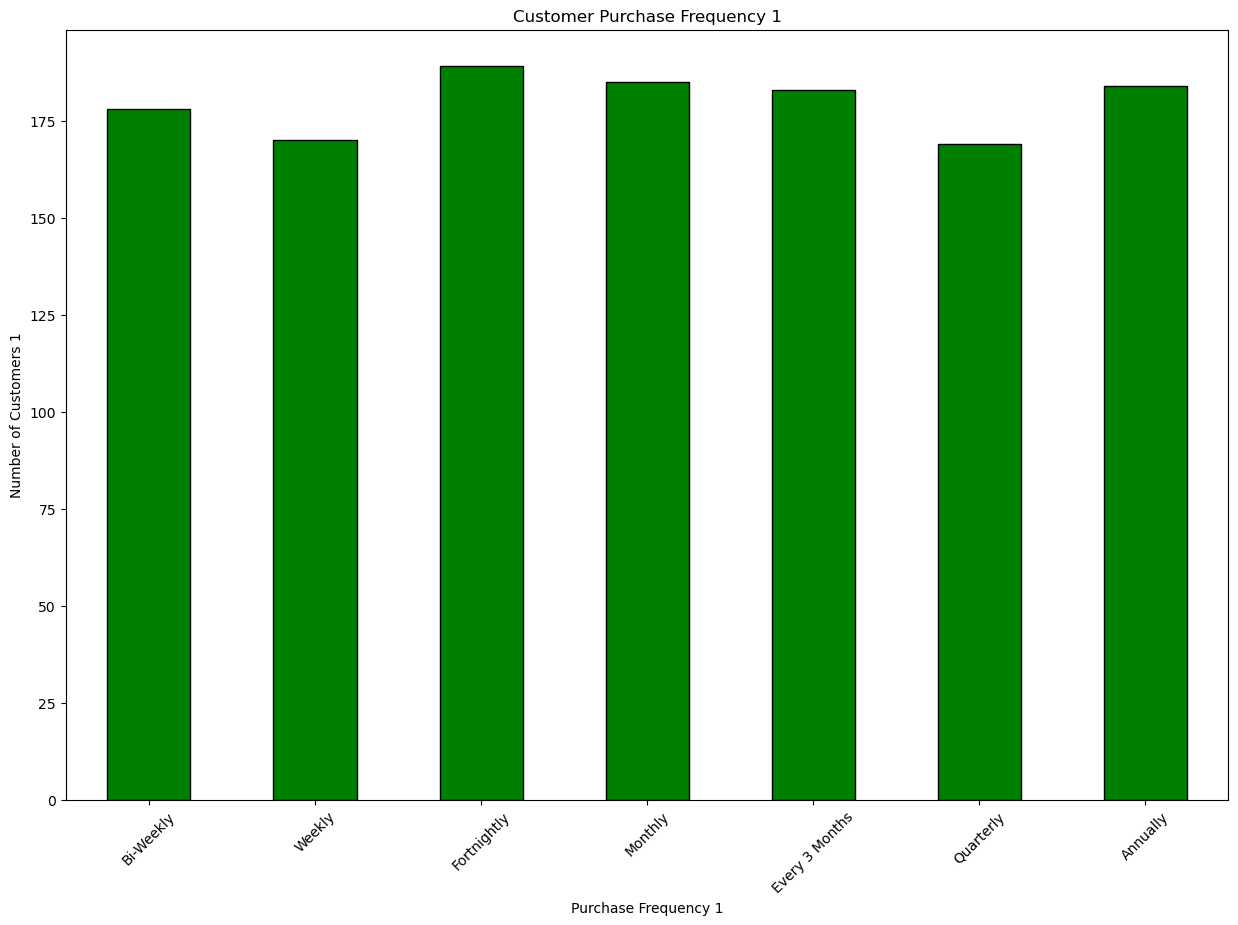 Customer Purchase Frequency 1
Number of Customers 1
175
150
125
100
75
50
25
0
Bi-Weekly
Weekly
Fortnightly
Monthly
Every 3 Months
Quarterly
Annually
Purchase Frequency 1